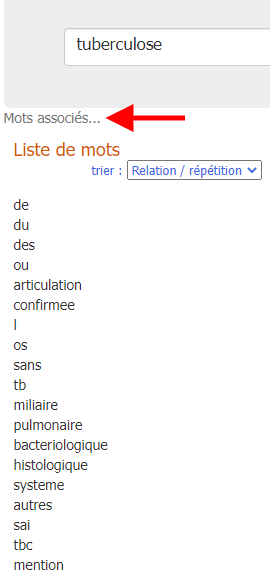 tuberculose
Mots associés...
Liste de mots
trier : Relation / répétition
de
du
des
ou
articulation
confirmee
l
os
sans
tb
miliaire
pulmonaire
bacteriologique
histologique
systeme
autres
sai
tbc
mention